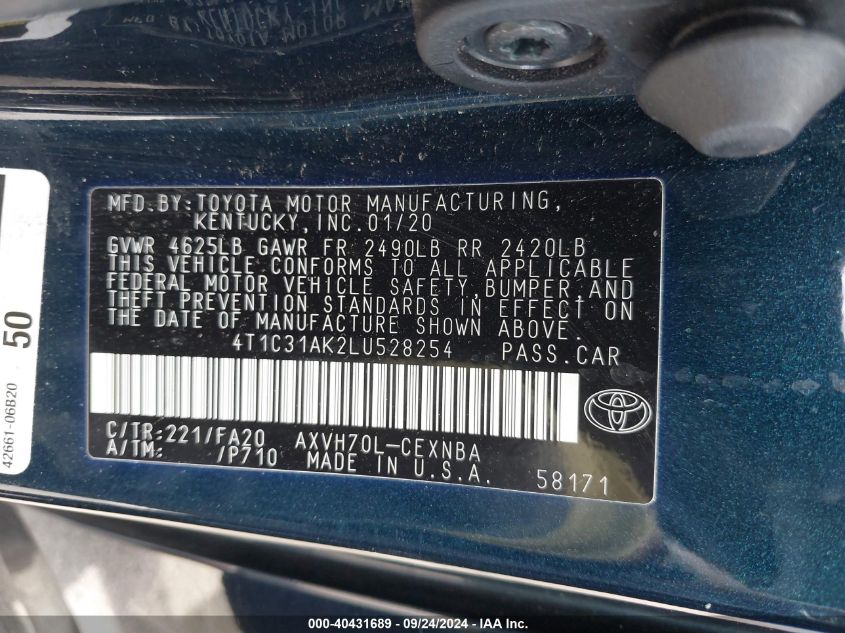 MFD.BY:TOYOTA MOTOR MANUFACTURING,
KENTUCKY,INC.01/20
GVWR 4625LB GAWR FR 2490LB RR 2420LB
THIS VEHICLE CONFORMS TO ALL APPLICABLE
FEDERAL MOTOR VEHICLE SAFETY,BUMPER,AND
THEFT PREVENTION STANDARDS IN EFFECT ON
THE DATE OF MANUFACTURE SHOWN ABOVE.
4T1C31AK2LU528254 PASS.CAR
C/TR:221/FA20 AXVH70L-CEXNBA
A/TM: /P710 MADE IN U.S.A.
58171
50
42661-06B20
000-40431689 - 09/24/2024 - www.iaai.com